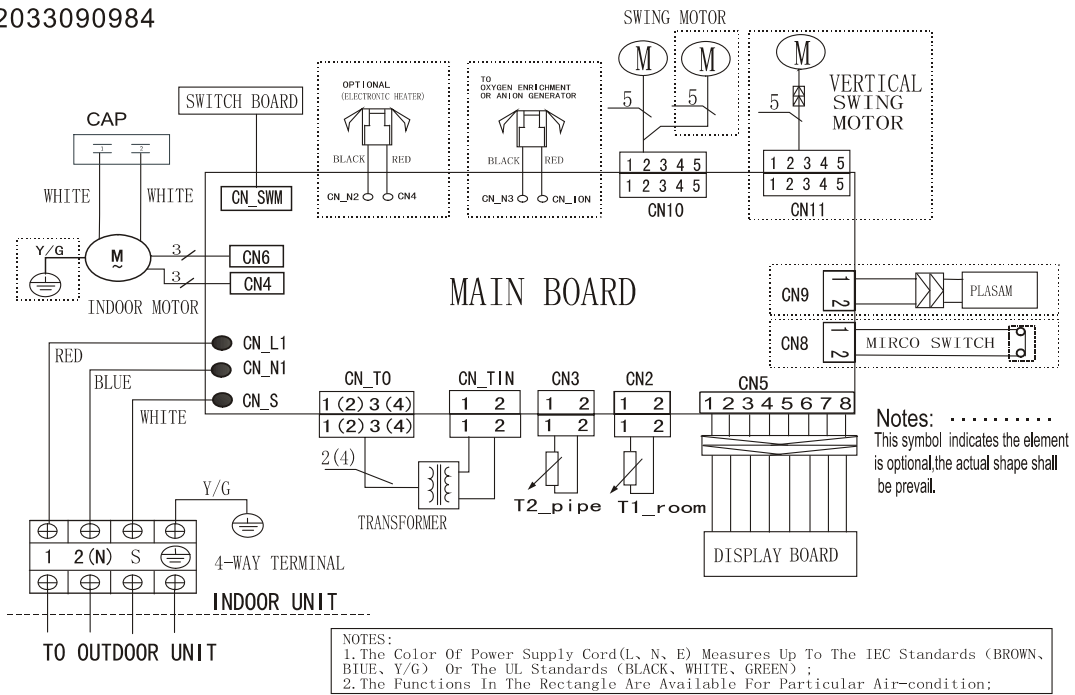 2033090984
SWING MOTOR
M
M
M
5
5
5
VERTICAL
SWING
MOTOR
OPTIONAL
(ELECTRONIC HEATER)
BLACK
RED
CN_N2
CN4
TO
OXYGEN ENRICHMENT
OR ANION GENERATOR
BLACK
RED
CN_N3
CN_ION
SWITCH BOARD
CN_SWM
CAP
1 2
WHITE
WHITE
Y/G
M
~
INDOOR MOTOR
3
CN6
3
CN4
1 2 3 4 5
1 2 3 4 5
CN10
1 2 3 4 5
1 2 3 4 5
CN11
MAIN BOARD
CN9
1
2
PLASAM
CN8
1
2
MIRCO SWITCH
RED
CN_L1
BLUE
CN_N1
WHITE
CN_S
CN_TO
1(2)3(4)
1(2)3(4)
2(4)
TRANSFORMER
CN_TIN
1 2
1 2
CN3
1 2
1 2
T2_pipe
CN2
1 2
1 2
T1_room
CN5
1 2 3 4 5 6 7 8
DISPLAY BOARD
Notes: ········
This symbol indicates the element
is optional,the actual shape shall
be prevail.
Y/G
1 2(N) S
4-WAY TERMINAL
INDOOR UNIT
TO OUTDOOR UNIT
NOTES:
1.The Color Of Power Supply Cord(L、N、E) Measures Up To The IEC Standards (BROWN、
BIUE、Y/G) Or The UL Standards (BLACK、WHITE、GREEN) ;
2.The Functions In The Rectangle Are Available For Particular Air-condition;